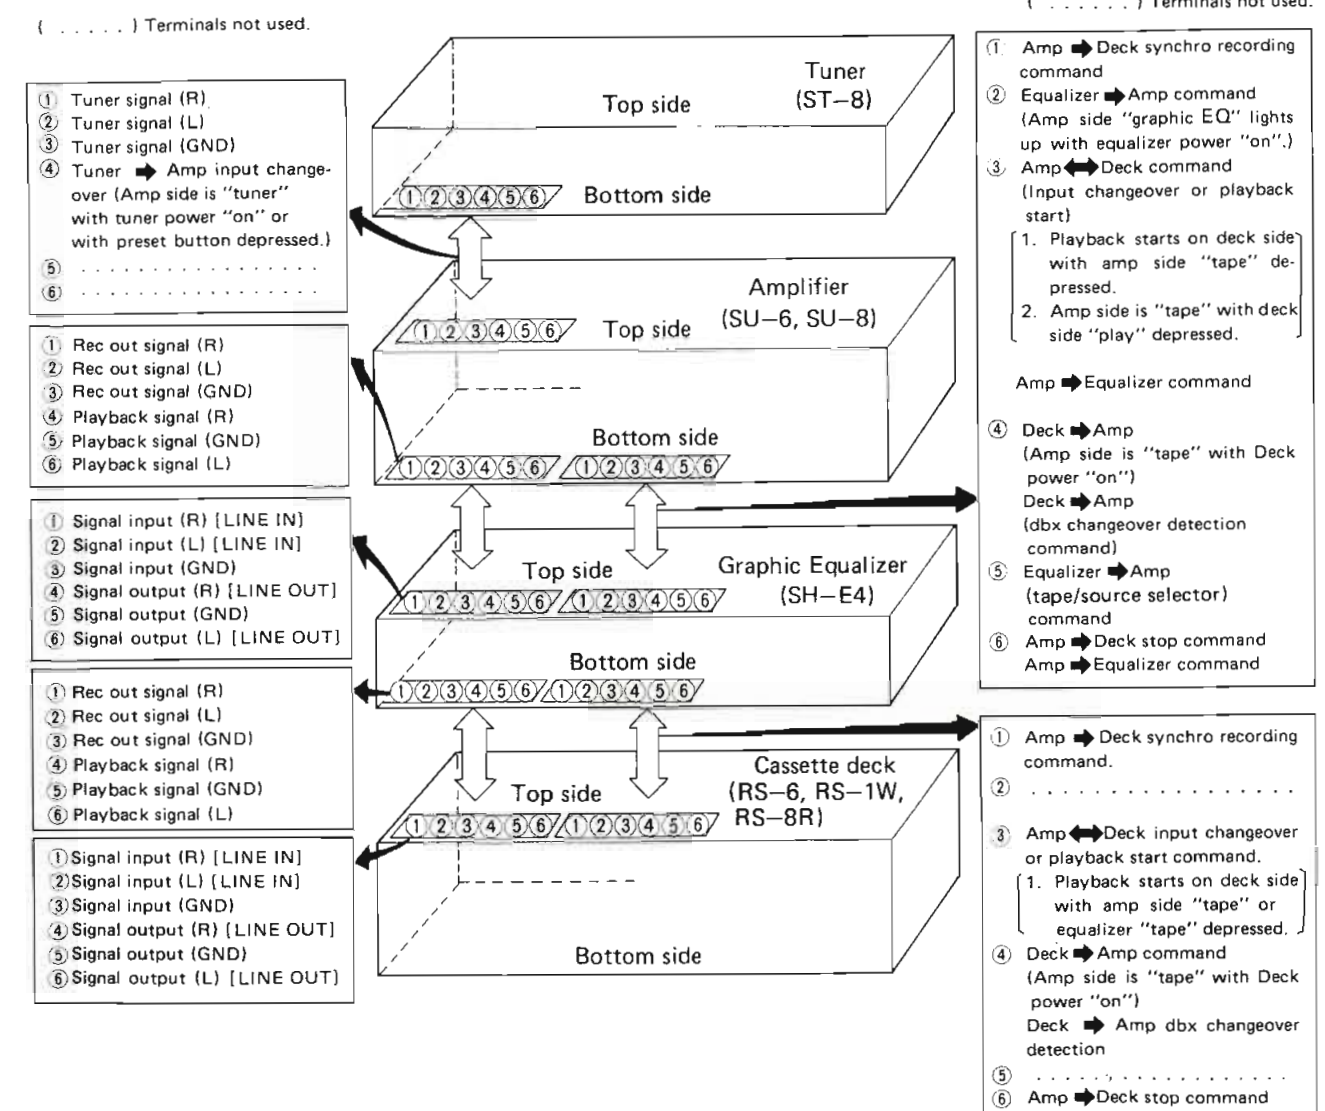 ( . . . . . ) Terminals not used.
① Tuner signal (R)
② Tuner signal (L)
③ Tuner signal (GND)
④ Tuner ➡ Amp input change-
over (Amp side is "tuner"
with tuner power "on" or
with preset button depressed.)
⑤ . . . . . . . . . . . . . . . . . .
⑥ . . . . . . . . . . . . . . . . . .
① Rec out signal (R)
② Rec out signal (L)
③ Rec out signal (GND)
④ Playback signal (R)
⑤ Playback signal (GND)
⑥ Playback signal (L)
① Signal input (R) [LINE IN]
② Signal input (L) [LINE IN]
③ Signal input (GND)
④ Signal output (R) [LINE OUT]
⑤ Signal output (GND)
⑥ Signal output (L) [LINE OUT]
① Rec out signal (R)
② Rec out signal (L)
③ Rec out signal (GND)
④ Playback signal (R)
⑤ Playback signal (GND)
⑥ Playback signal (L)
① Signal input (R) [LINE IN]
② Signal input (L) [LINE IN]
③ Signal input (GND)
④ Signal output (R) [LINE OUT]
⑤ Signal output (GND)
⑥ Signal output (L) [LINE OUT]
Tuner
(ST–8)
Top side
①②③④⑤⑥ Bottom side
Amplifier
(SU–6, SU–8)
①②③④⑤⑥ Top side
Bottom side
①②③④⑤⑥ ①②③④⑤⑥
Graphic Equalizer
(SH–E4)
Top side
①②③④⑤⑥ ①②③④⑤⑥
Bottom side
①②③④⑤⑥ ①②③④⑤⑥
Cassette deck
(RS–6, RS–1W,
RS–8R)
Top side
①②③④⑤⑥ ①②③④⑤⑥
Bottom side
( . . . . . . ) Terminals not used.
① Amp ➡ Deck synchro recording
command
② Equalizer ➡ Amp command
(Amp side "graphic EQ" lights
up with equalizer power "on".)
③ Amp ⬌ Deck command
(Input changeover or playback
start)
1. Playback starts on deck side
with amp side "tape" de-
pressed.
2. Amp side is "tape" with deck
side "play" depressed.
Amp ➡ Equalizer command
④ Deck ➡ Amp
(Amp side is "tape" with Deck
power "on")
Deck ➡ Amp
(dbx changeover detection
command)
⑤ Equalizer ➡ Amp
(tape/source selector)
command
⑥ Amp ➡ Deck stop command
Amp ➡ Equalizer command
① Amp ➡ Deck synchro recording
command.
② . . . . . . . . . . . . . . . . . .
③ Amp ⬌ Deck input changeover
or playback start command.
1. Playback starts on deck side
with amp side "tape" or
equalizer "tape" depressed.
④ Deck ➡ Amp command
(Amp side is "tape" with Deck
power "on")
Deck ➡ Amp dbx changeover
detection
⑤ . . . . . . . . . . . . . . . . . .
⑥ Amp ➡ Deck stop command